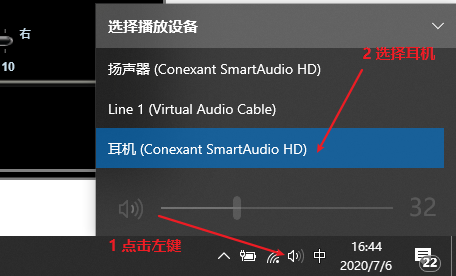 选择播放设备
右
10
扬声器 (Conexant SmartAudio HD)
2 选择耳机
Line 1 (Virtual Audio Cable)
耳机 (Conexant SmartAudio HD)
32
1 点击左键
中
16:44
2020/7/6
22